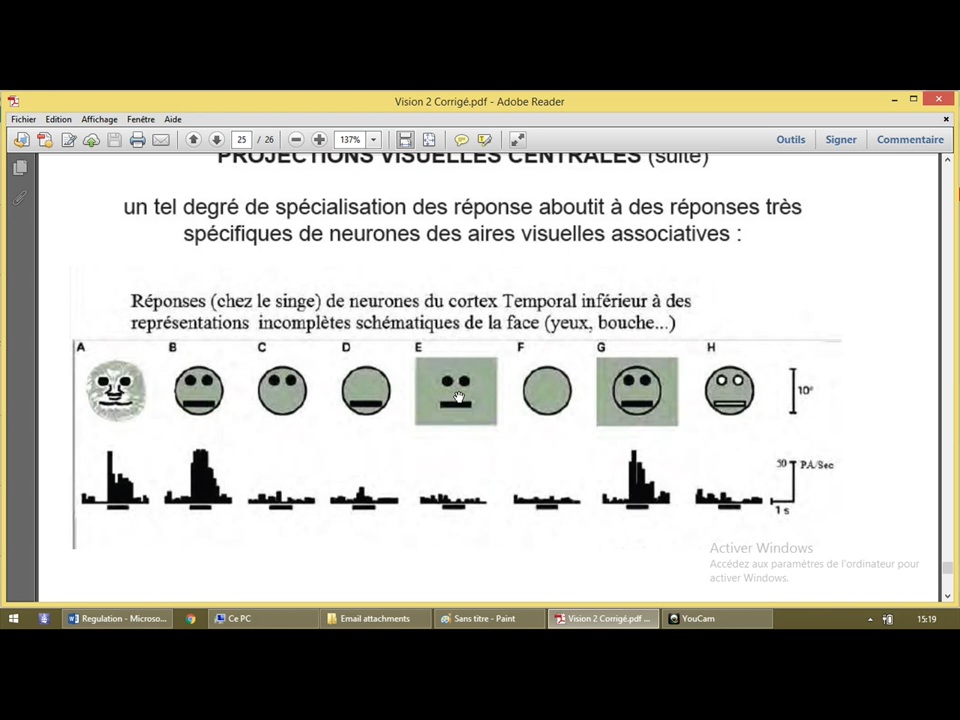 Vision 2 Corrigé.pdf - Adobe Reader
Fichier Edition Affichage Fenêtre Aide
25 / 26 137% Outils Signer Commentaire
PROJECTIONS VISUELLES CENTRALES (suite)
un tel degré de spécialisation des réponse aboutit à des réponses très
spécifiques de neurones des aires visuelles associatives :
Réponses (chez le singe) de neurones du cortex Temporal inférieur à des
représentations incomplètes schématiques de la face (yeux, bouche...)
A B C D E F G H
10°
50 P.A/Sec
1 s
Activer Windows
Accédez aux paramètres de l'ordinateur pour
activer Windows.
Regulation - Microso... Ce PC Email attachments Sans titre - Paint Vision 2 Corrigé.pdf ... YouCam 15:19